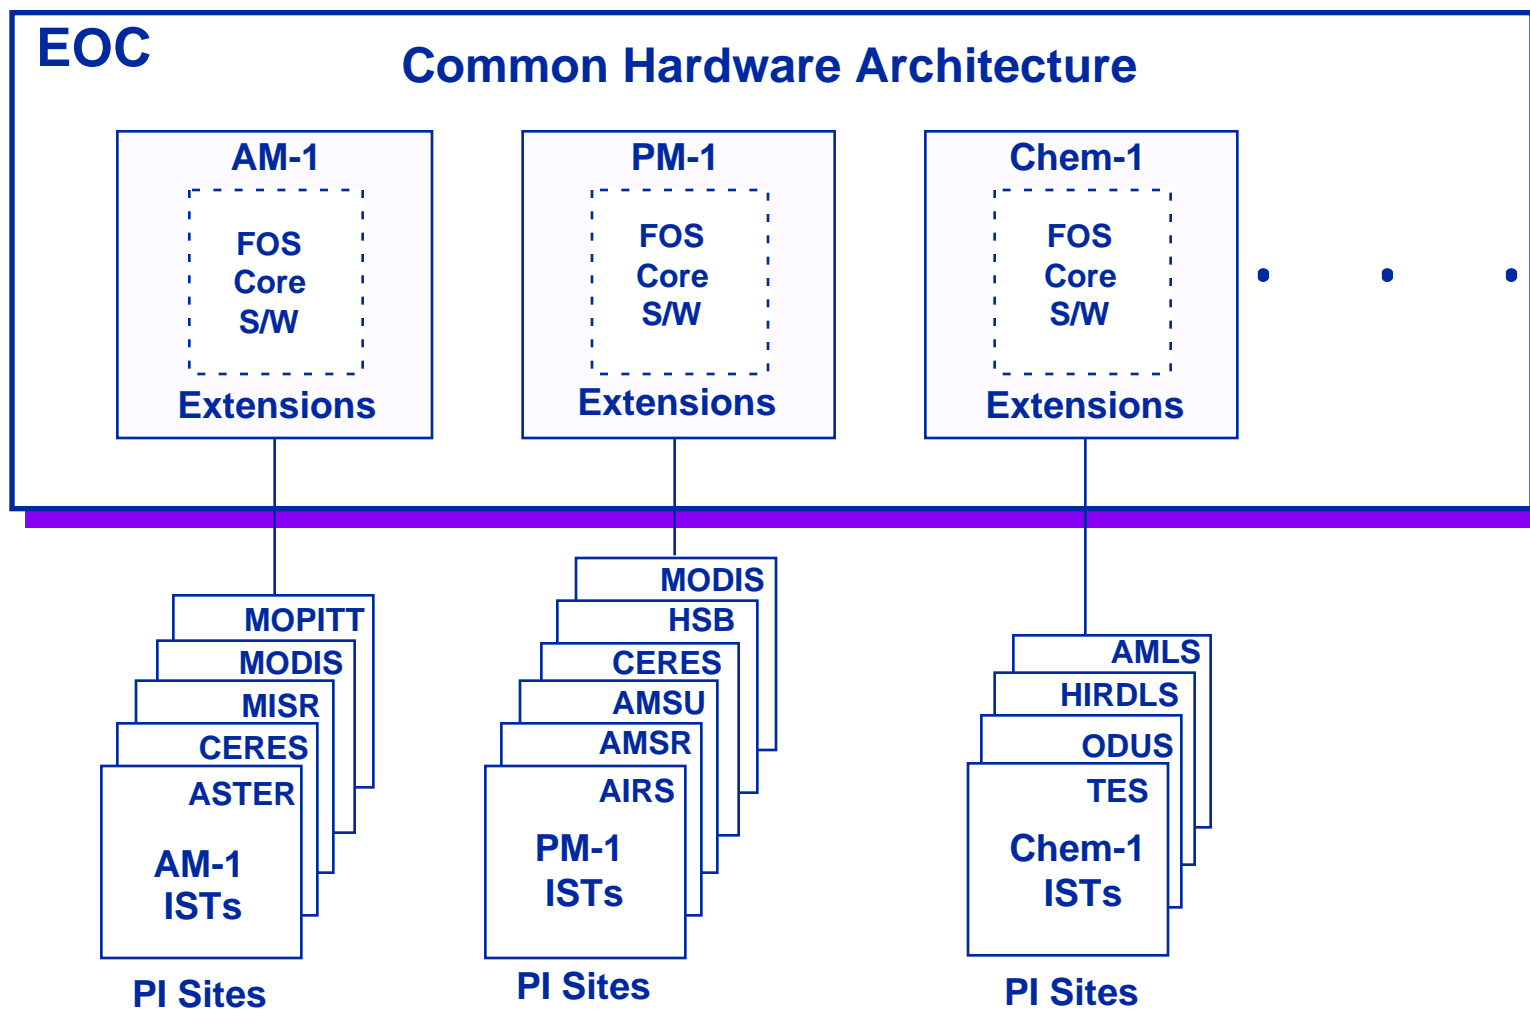 EOC
Common Hardware Architecture
AM-1
FOS
Core
S/W
Extensions
PM-1
FOS
Core
S/W
Extensions
Chem-1
FOS
Core
S/W
Extensions
MOPITT
MODIS
MISR
CERES
ASTER
AM-1
ISTs
PI Sites
MODIS
HSB
CERES
AMSU
AMSR
AIRS
PM-1
ISTs
PI Sites
AMLS
HIRDLS
ODUS
TES
Chem-1
ISTs
PI Sites